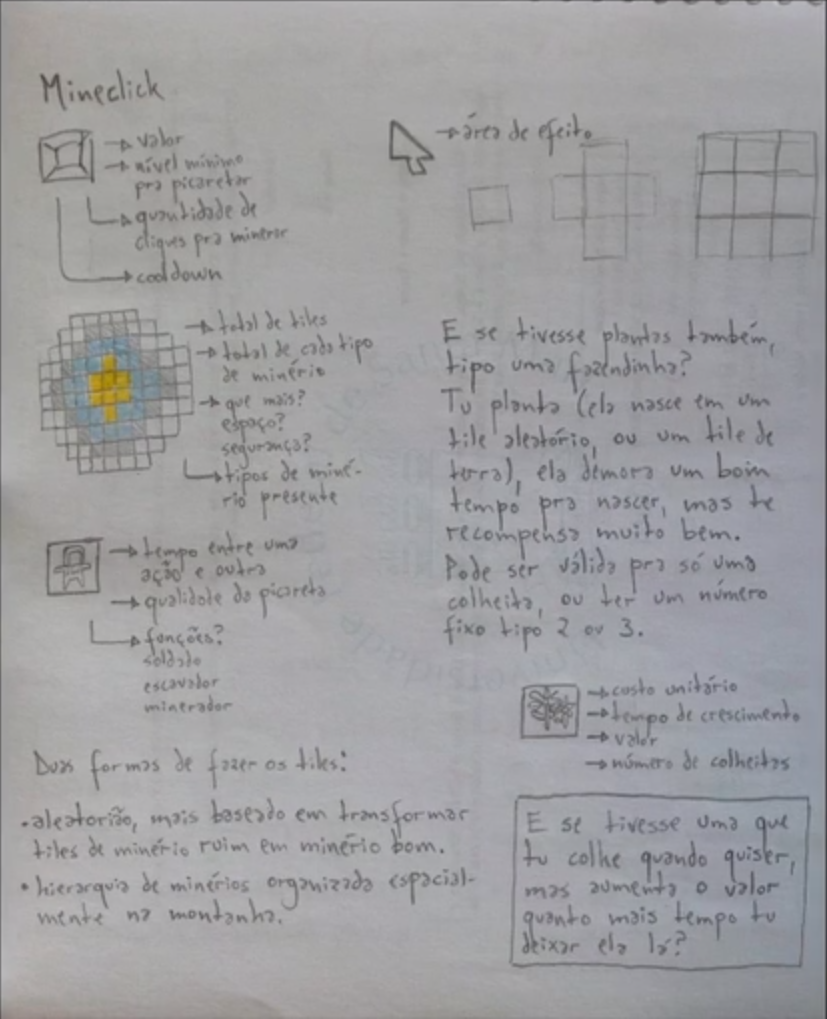 Mineclick
→ valor
→ nível mínimo
pra picaretar
→ quantidade de
cliques pra minerar
→ cooldown
→ área de efeito
→ total de tiles
→ total de cada tipo
de minério
→ que mais?
espaço?
segurança?
→ tipos de miné-
rio presente
→ tempo entre uma
ação e outra
→ qualidade da picareta
→ funções?
soldado
escavador
minerador
E se tivesse plantas também,
tipo uma fazendinha?
Tu planta (ela nasce em um
tile aleatório, ou um tile de
terra), ela demora um bom
tempo pra nascer, mas te
recompensa muito bem.
Pode ser válida pra só uma
colheita, ou ter um número
fixo tipo 2 ou 3.
→ custo unitário
→ tempo de crescimento
→ valor
→ número de colheitas
Duas formas de fazer os tiles:
• aleatorião, mais baseado em transformar
tiles de minério ruim em minério bom.
• hierarquia de minérios organizada espacial-
mente na montanha.
E se tivesse uma que
tu colhe quando quiser,
mas aumenta o valor
quanto mais tempo tu
deixar ela lá?